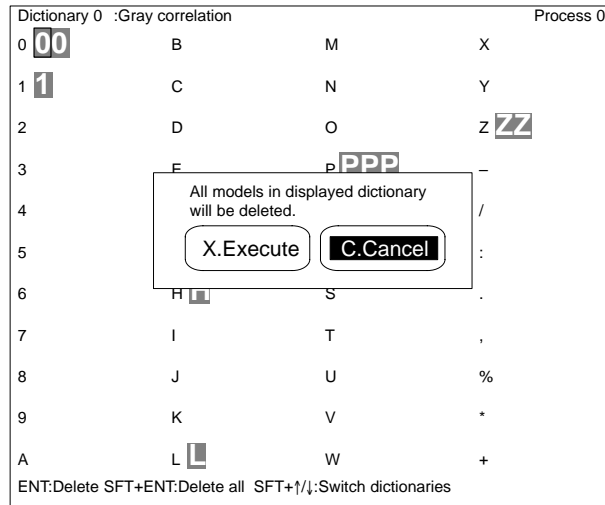 Dictionary 0 :Gray correlation Process 0
0 00 B M X
1 1 C N Y
2 D O Z ZZ
3 E P PPP –
All models in displayed dictionary
will be deleted.
4 /
X.Execute C.Cancel
5 :
6 H H S .
7 I T ,
8 J U %
9 K V *
A L L W +
ENT:Delete SFT+ENT:Delete all SFT+↑/↓:Switch dictionaries